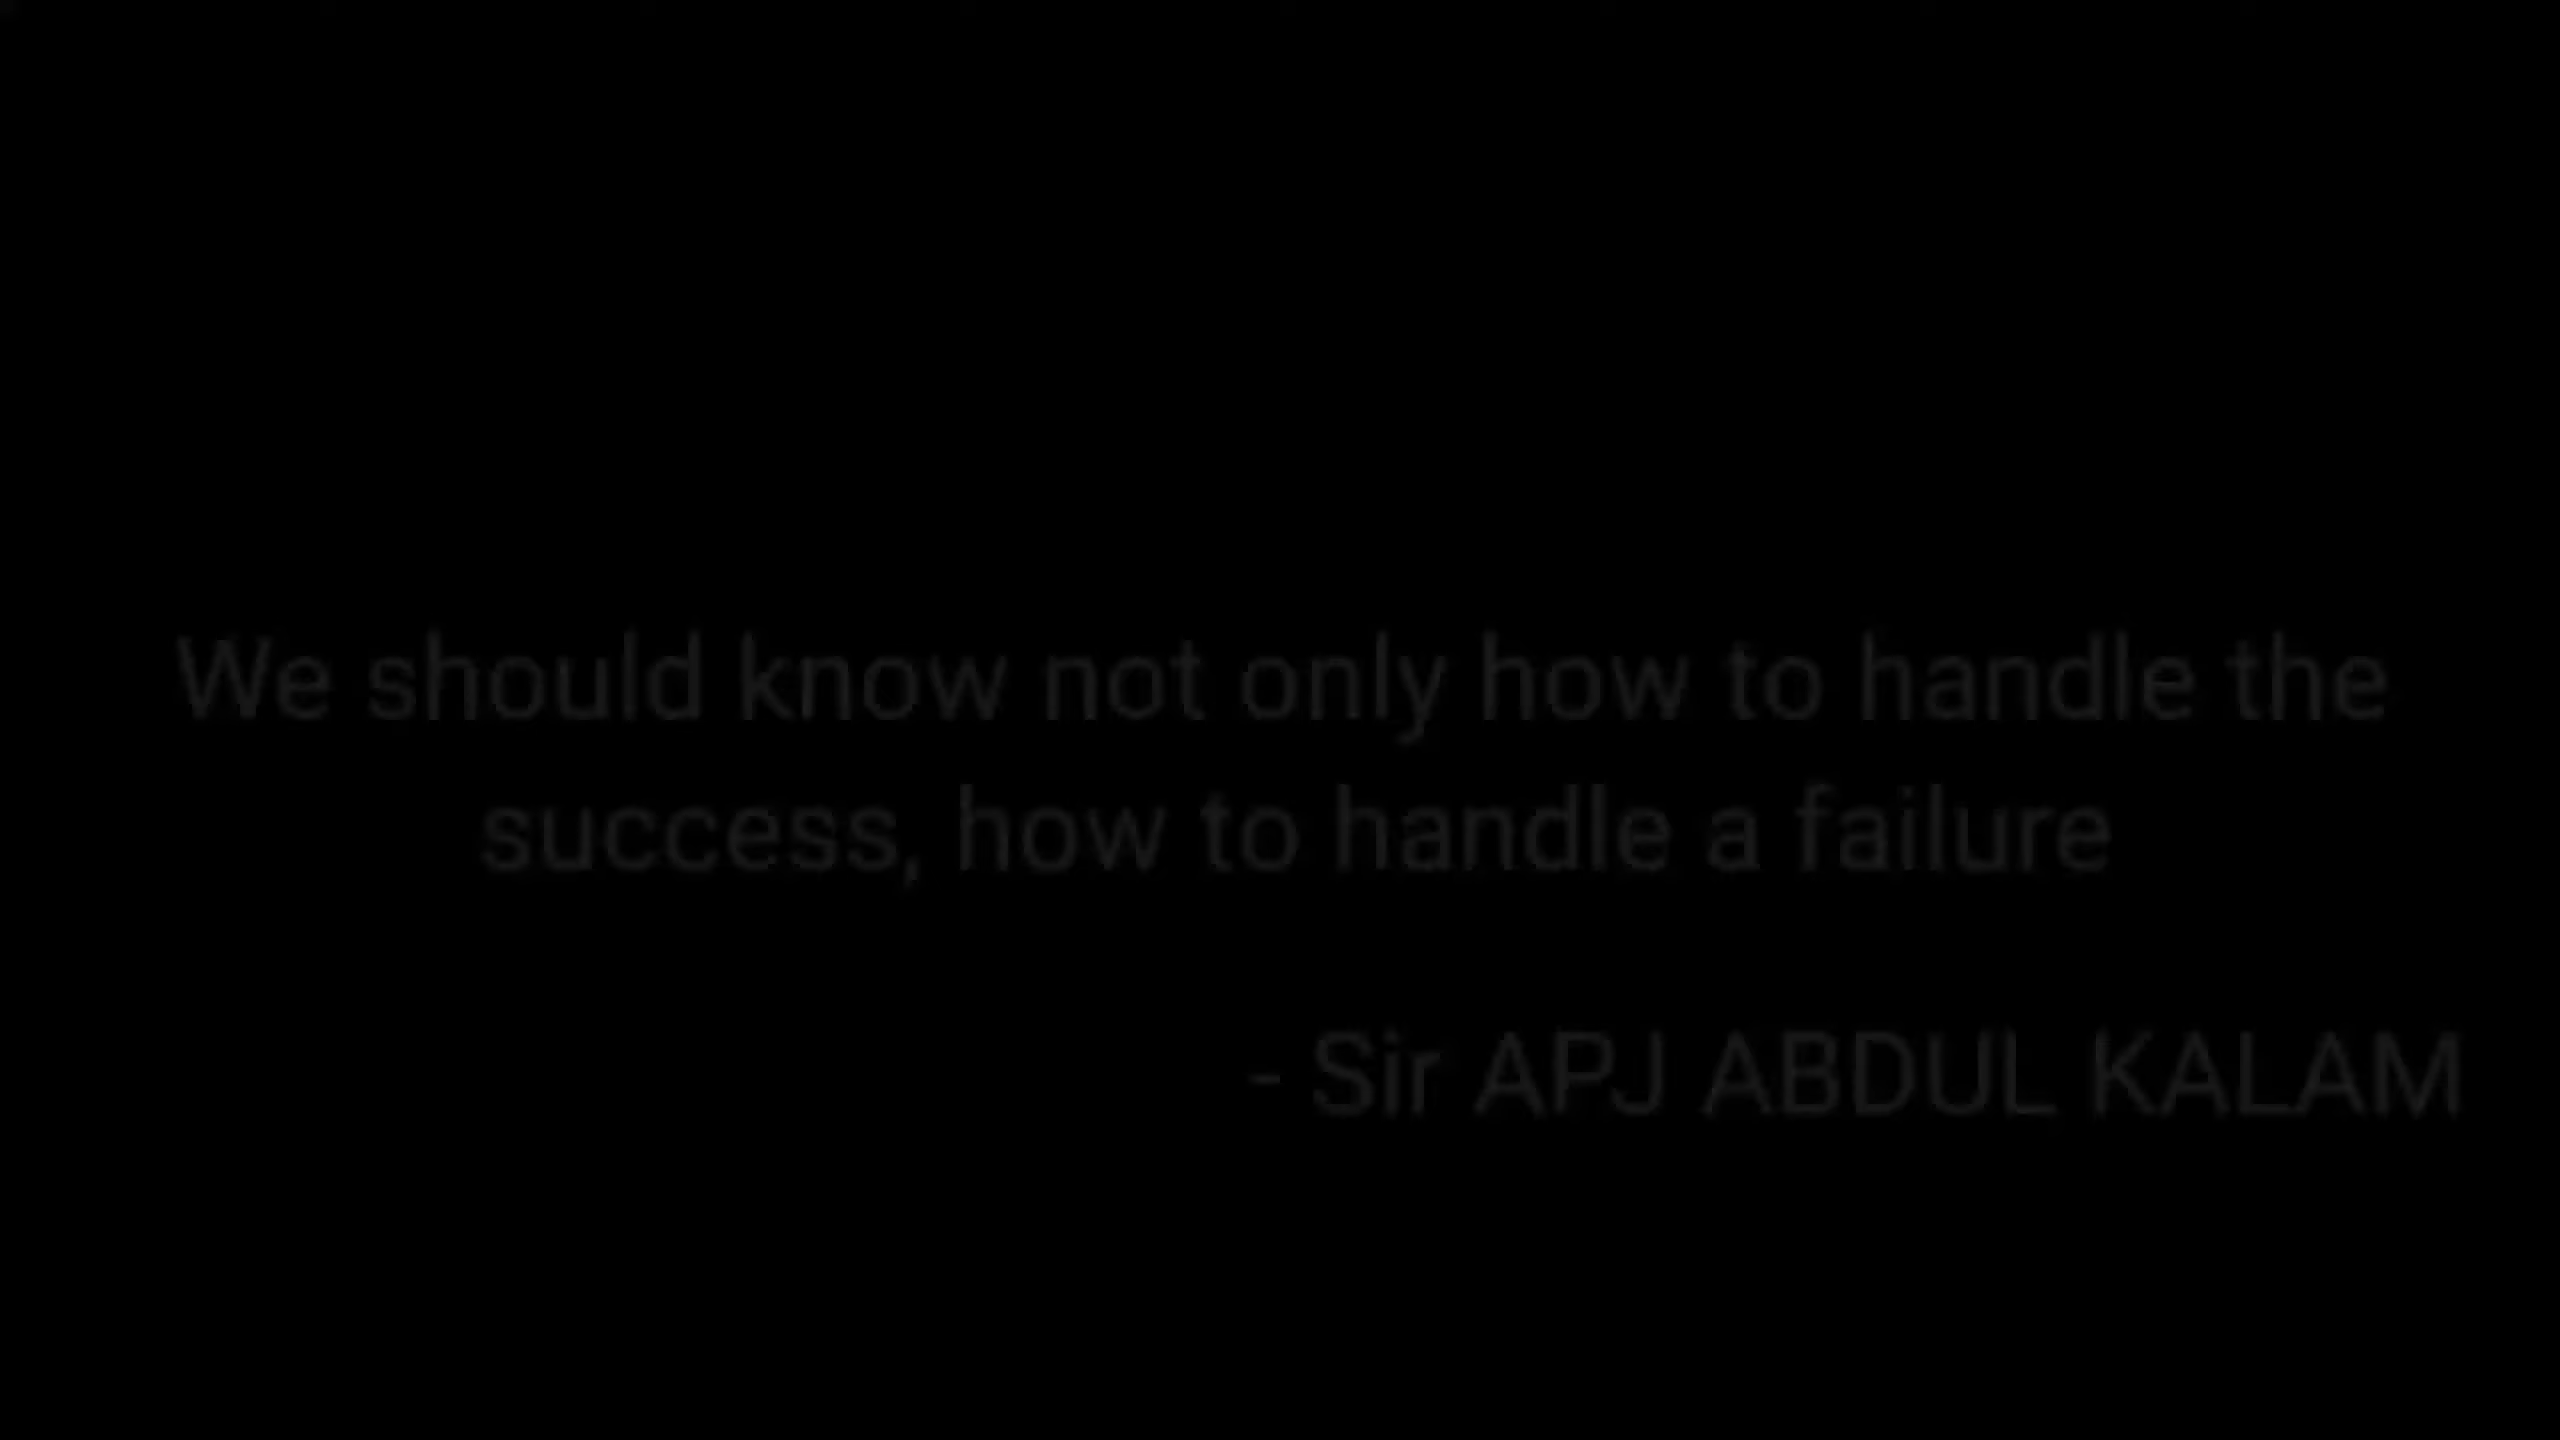 We should know not only how to handle the
success, how to handle a failure
- Sir APJ ABDUL KALAM